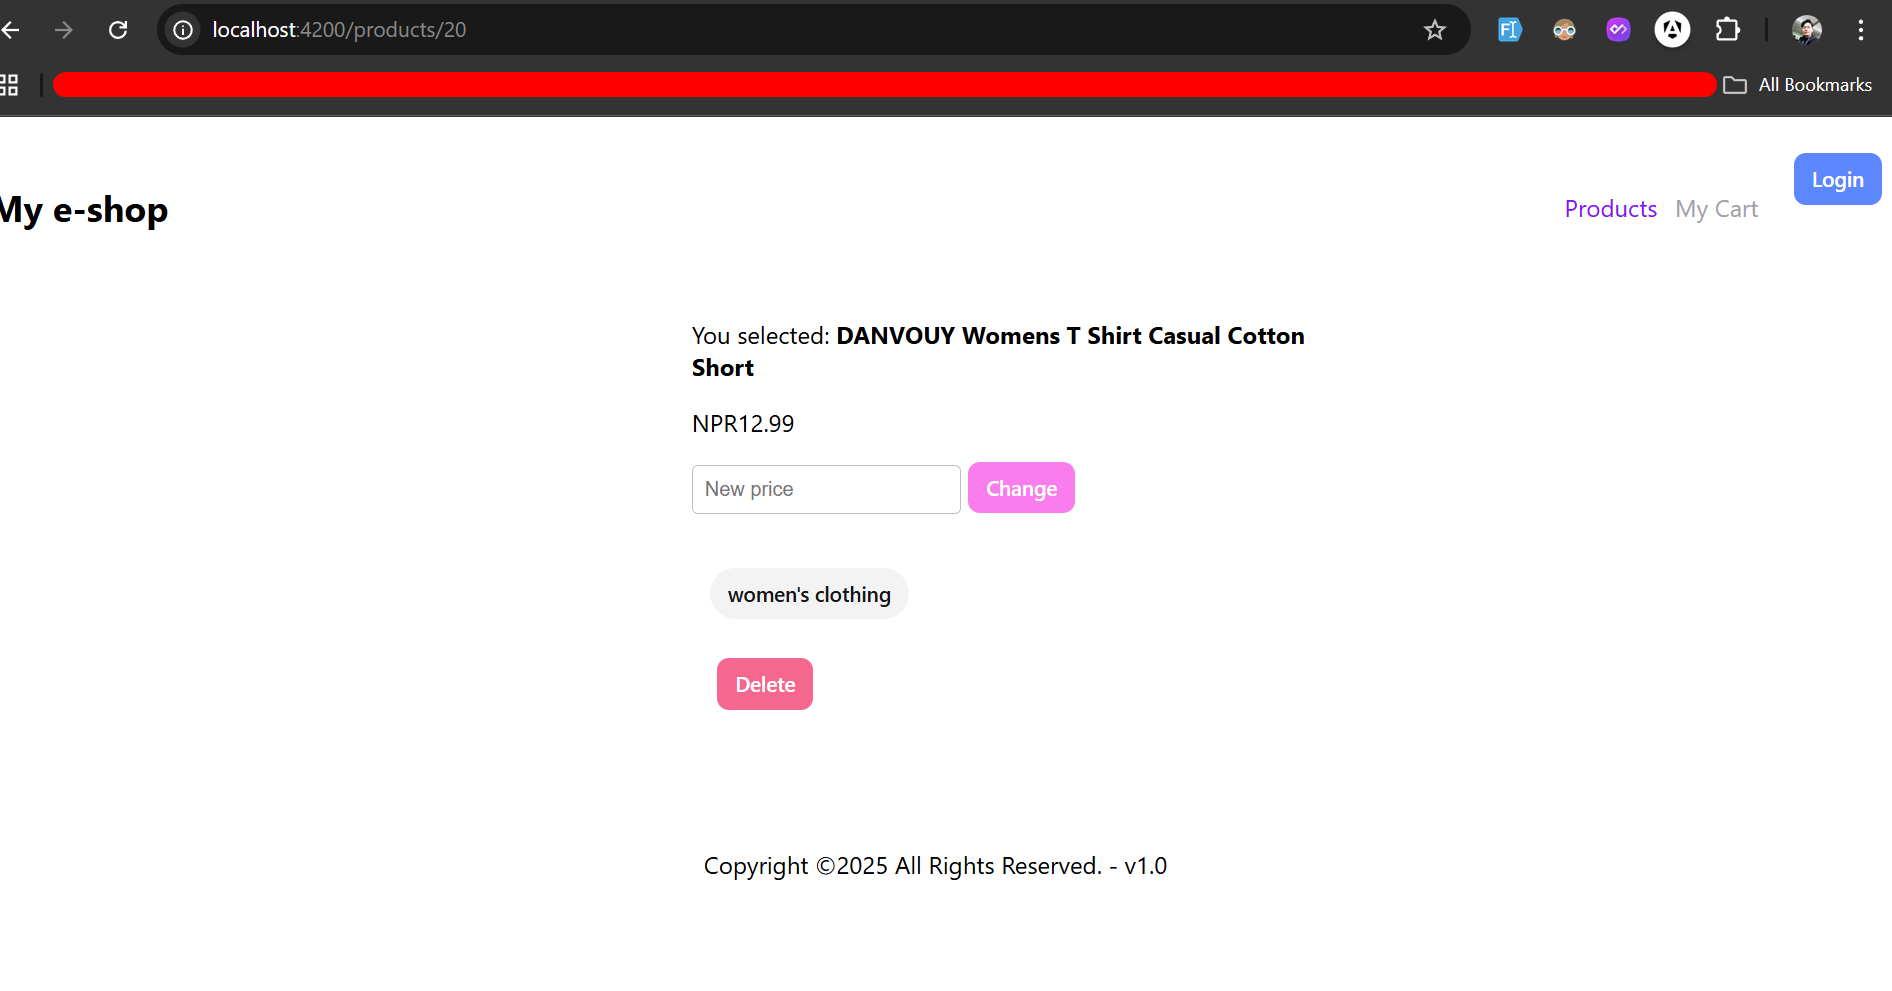 localhost:4200/products/20
All Bookmarks
Login
My e-shop
Products My Cart
You selected: DANVOUY Womens T Shirt Casual Cotton
Short
NPR12.99
New price Change
women's clothing
Delete
Copyright ©2025 All Rights Reserved. - v1.0